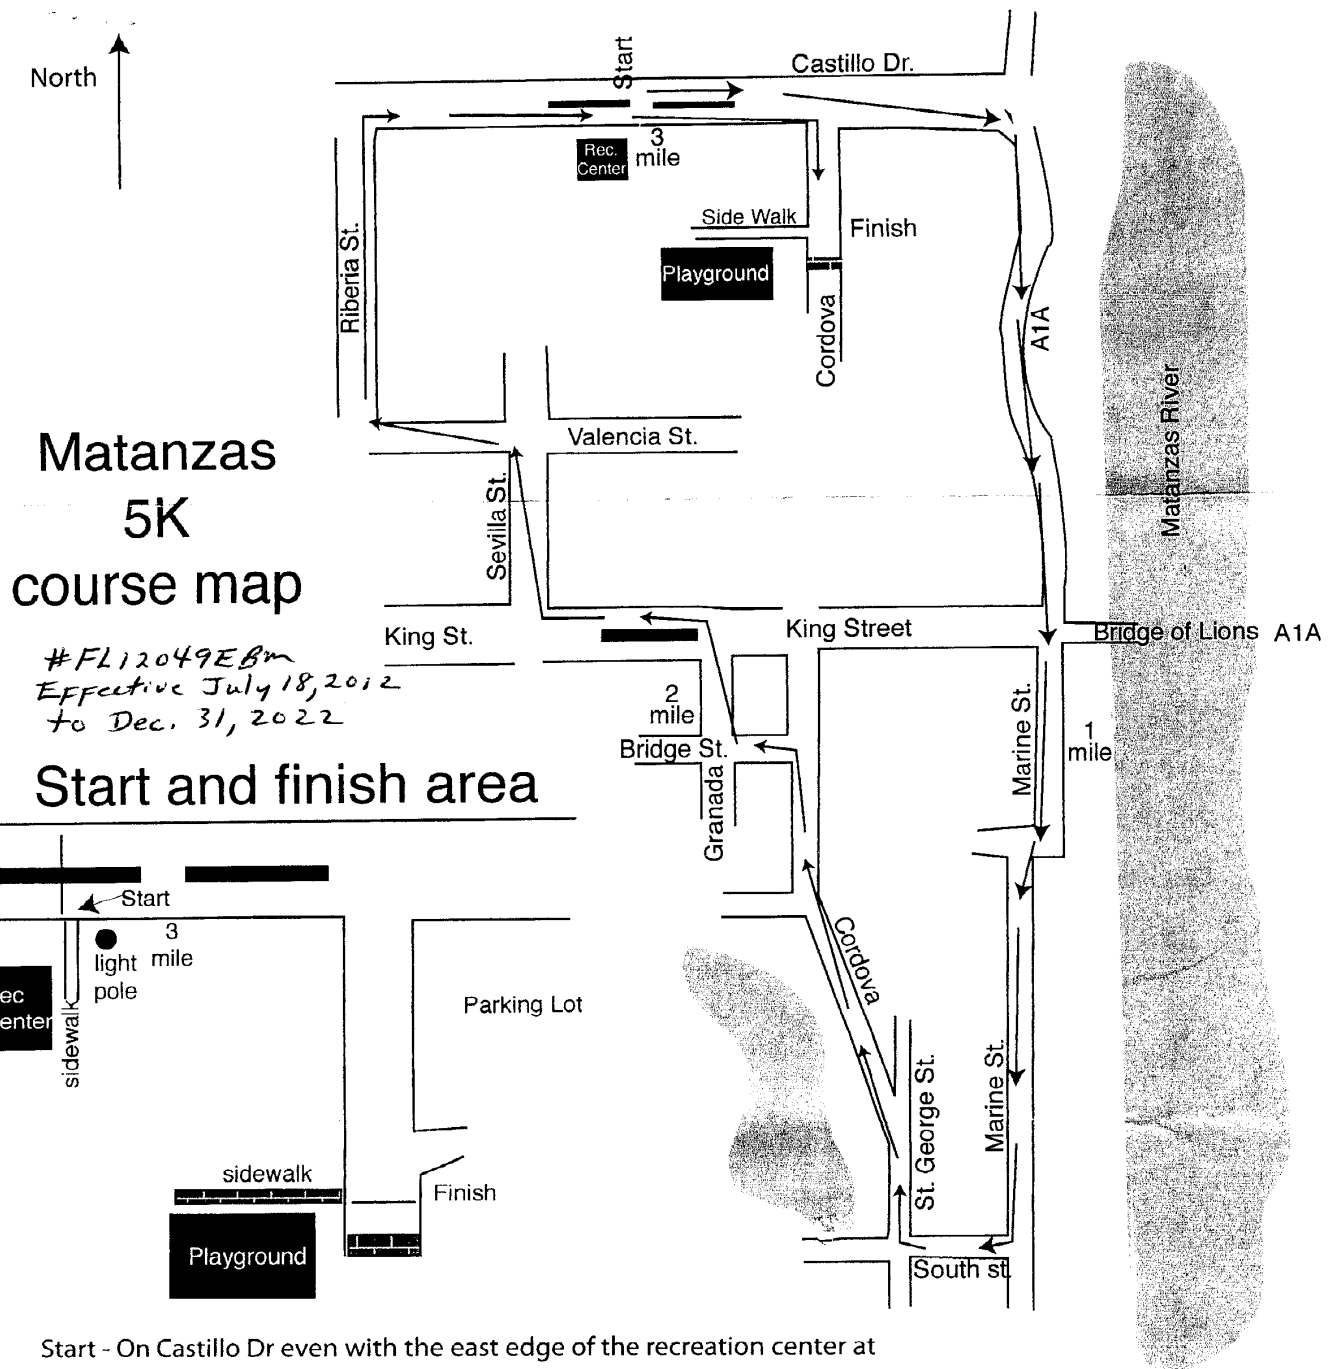 North
Start
Castillo Dr.
Rec.
Center
3
mile
Side Walk
Finish
Playground
Riberia St.
Cordova
A1A
Matanzas River
Valencia St.
Sevilla St.
Matanzas
5K
course map
King St.
King Street
Bridge of Lions A1A
#FL12049EBm
Effective July 18, 2012
to Dec. 31, 2022
2
mile
Bridge St.
Granada
Marine St.
1
mile
Start and finish area
Start
3
mile
light
pole
ec
enter
sidewalk
Parking Lot
Cordova
St. George St.
Marine St.
sidewalk
Finish
Playground
South st.
Start - On Castillo Dr even with the east edge of the recreation center at